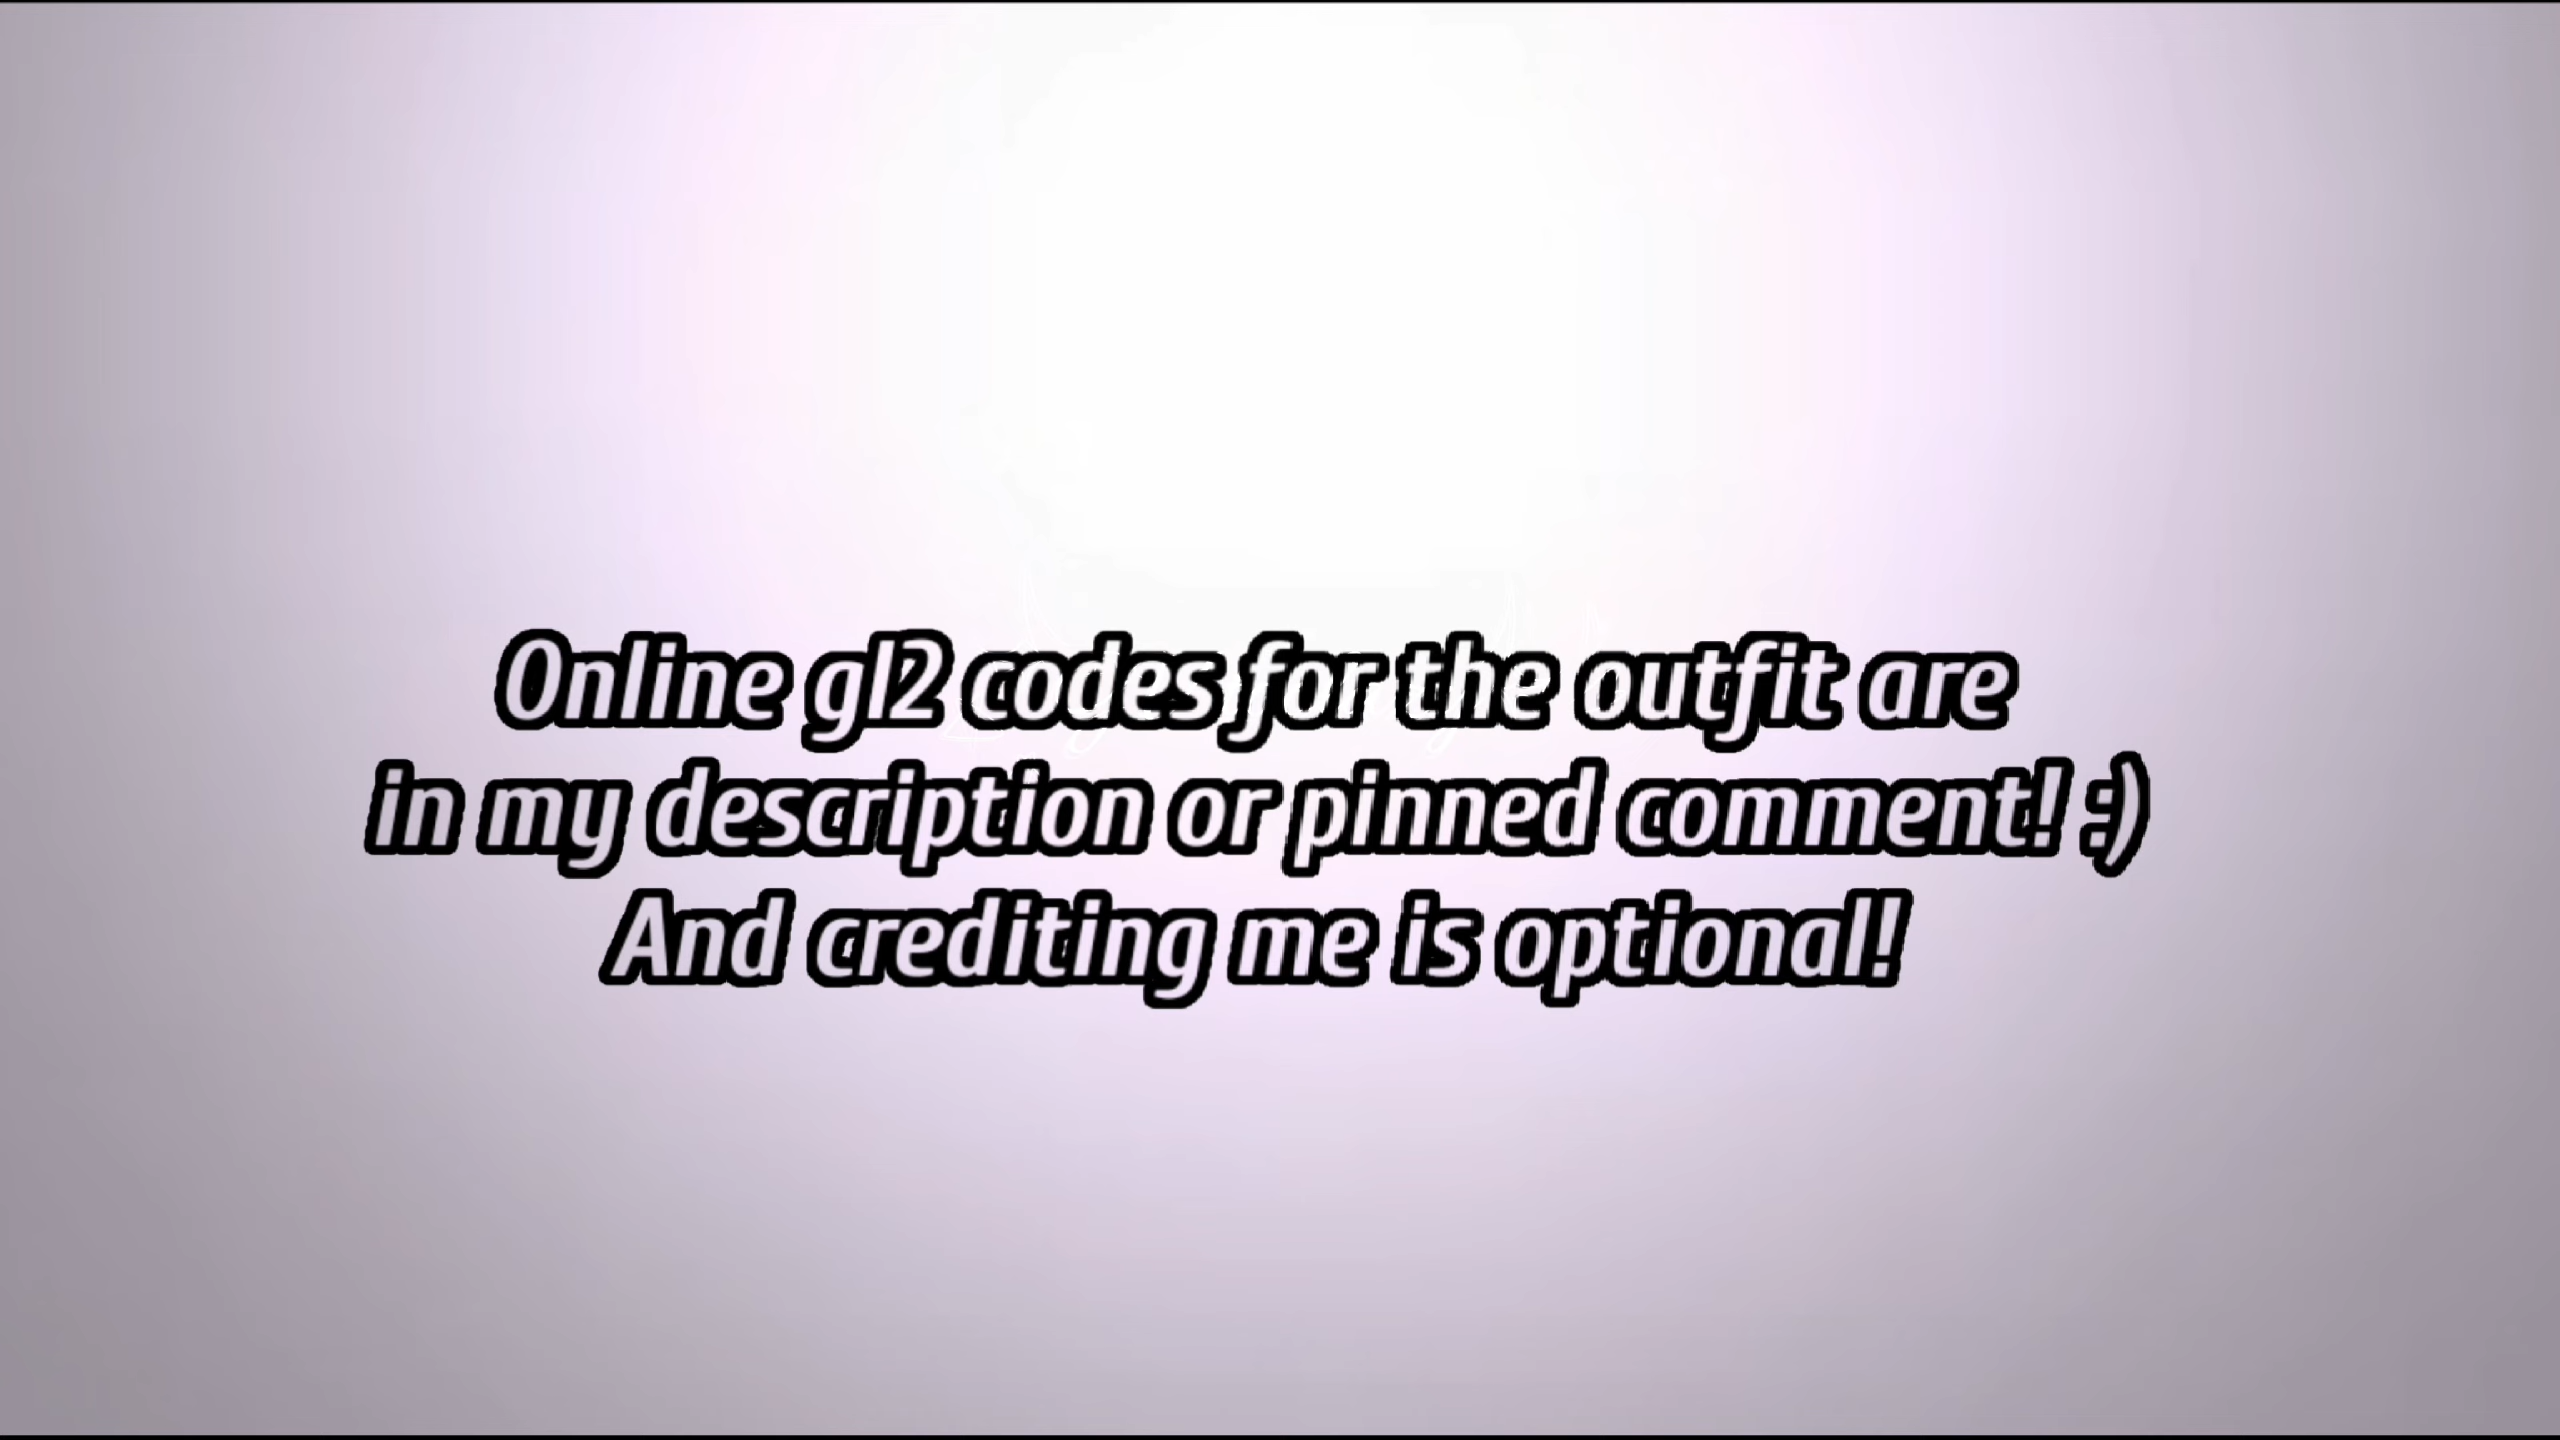 Online gl2 codes for the outfit are
in my description or pinned comment! :)
And crediting me is optional!